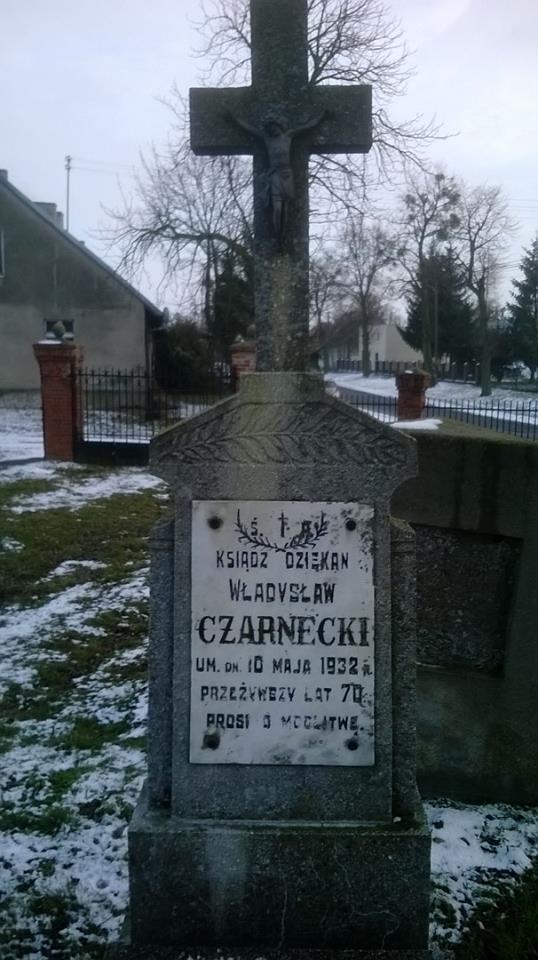 Ś † P
KSIĄDZ DZIEKAN
WŁADYSŁAW
CZARNECKI
UM. DN. 10 MAJA 1932 R.
PRZEŻYWSZY LAT 70
PROSI O MODLITWĘ.